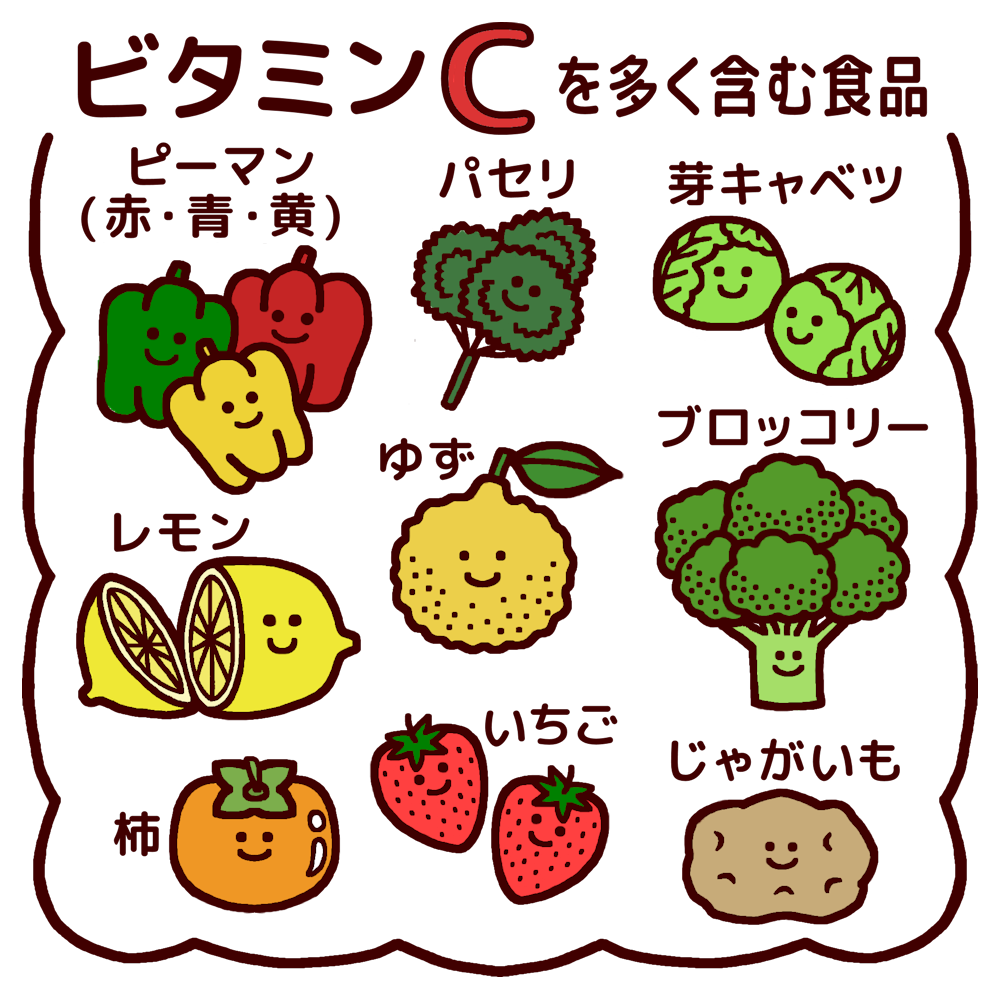 ビタミンCを多く含む食品
ピーマン
(赤・青・黄)
パセリ
芽キャベツ
ゆず
ブロッコリー
レモン
いちご
じゃがいも
柿